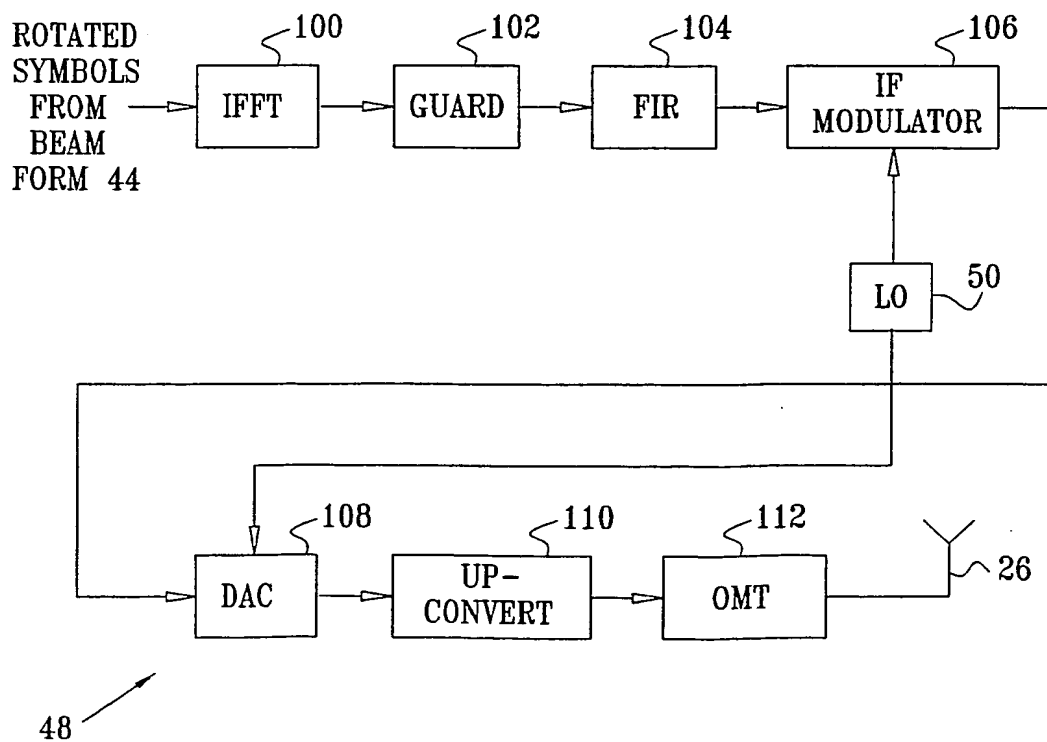 ROTATED
SYMBOLS
FROM
BEAM
FORM 44
100
102
104
106
IFFT
GUARD
FIR
IF
MODULATOR
LO
50
108
110
112
DAC
UP-
CONVERT
OMT
26
48